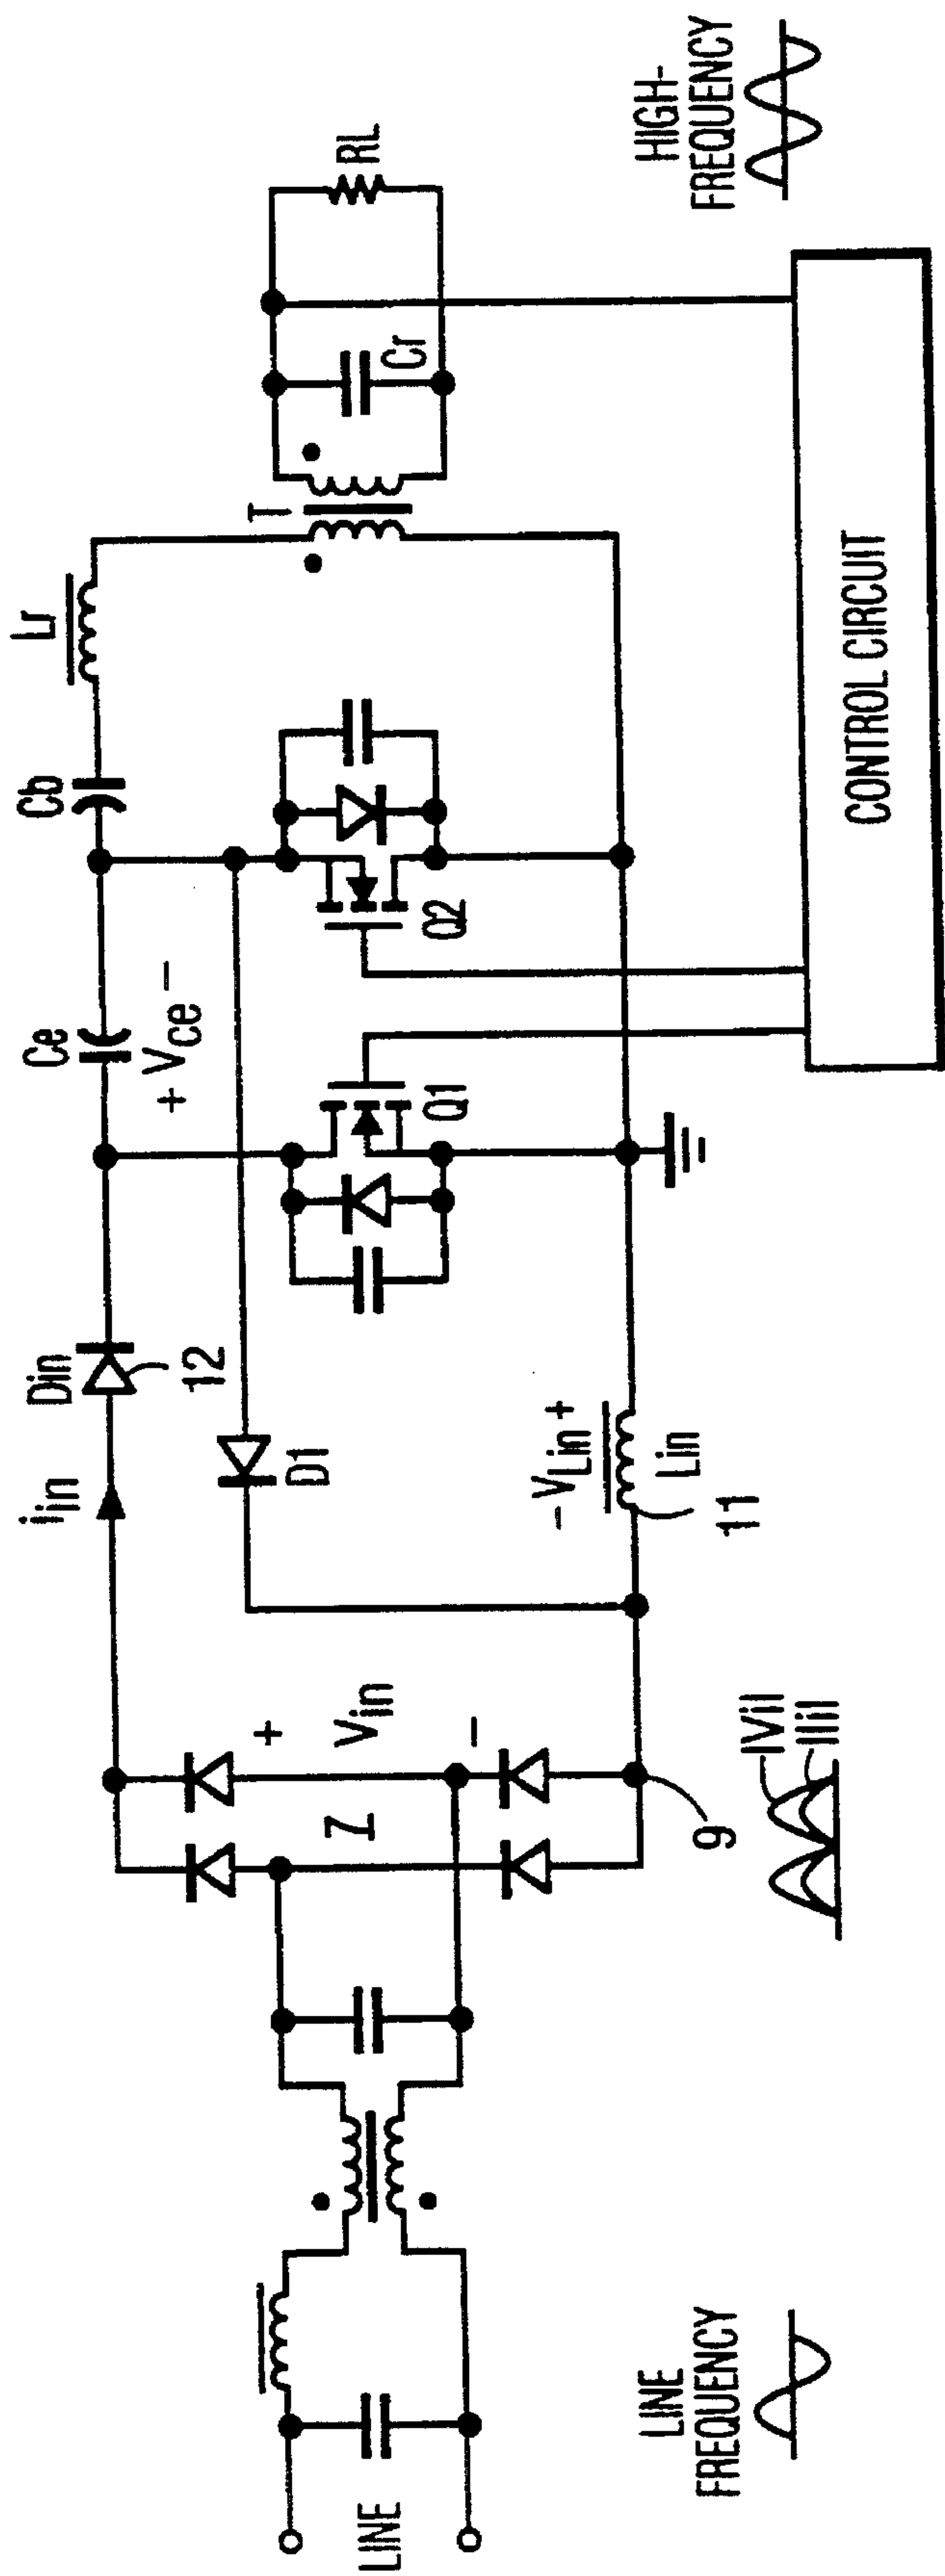 LINE
LINE
FREQUENCY
7
+
Vin
-
9
|Vi|
|Ii|
iin
Din
12
D1
-VLin+
Lin
11
Ce
+ Vce -
Q1
Q2
Cb
Lr
T
Cr
RL
CONTROL CIRCUIT
HIGH-
FREQUENCY